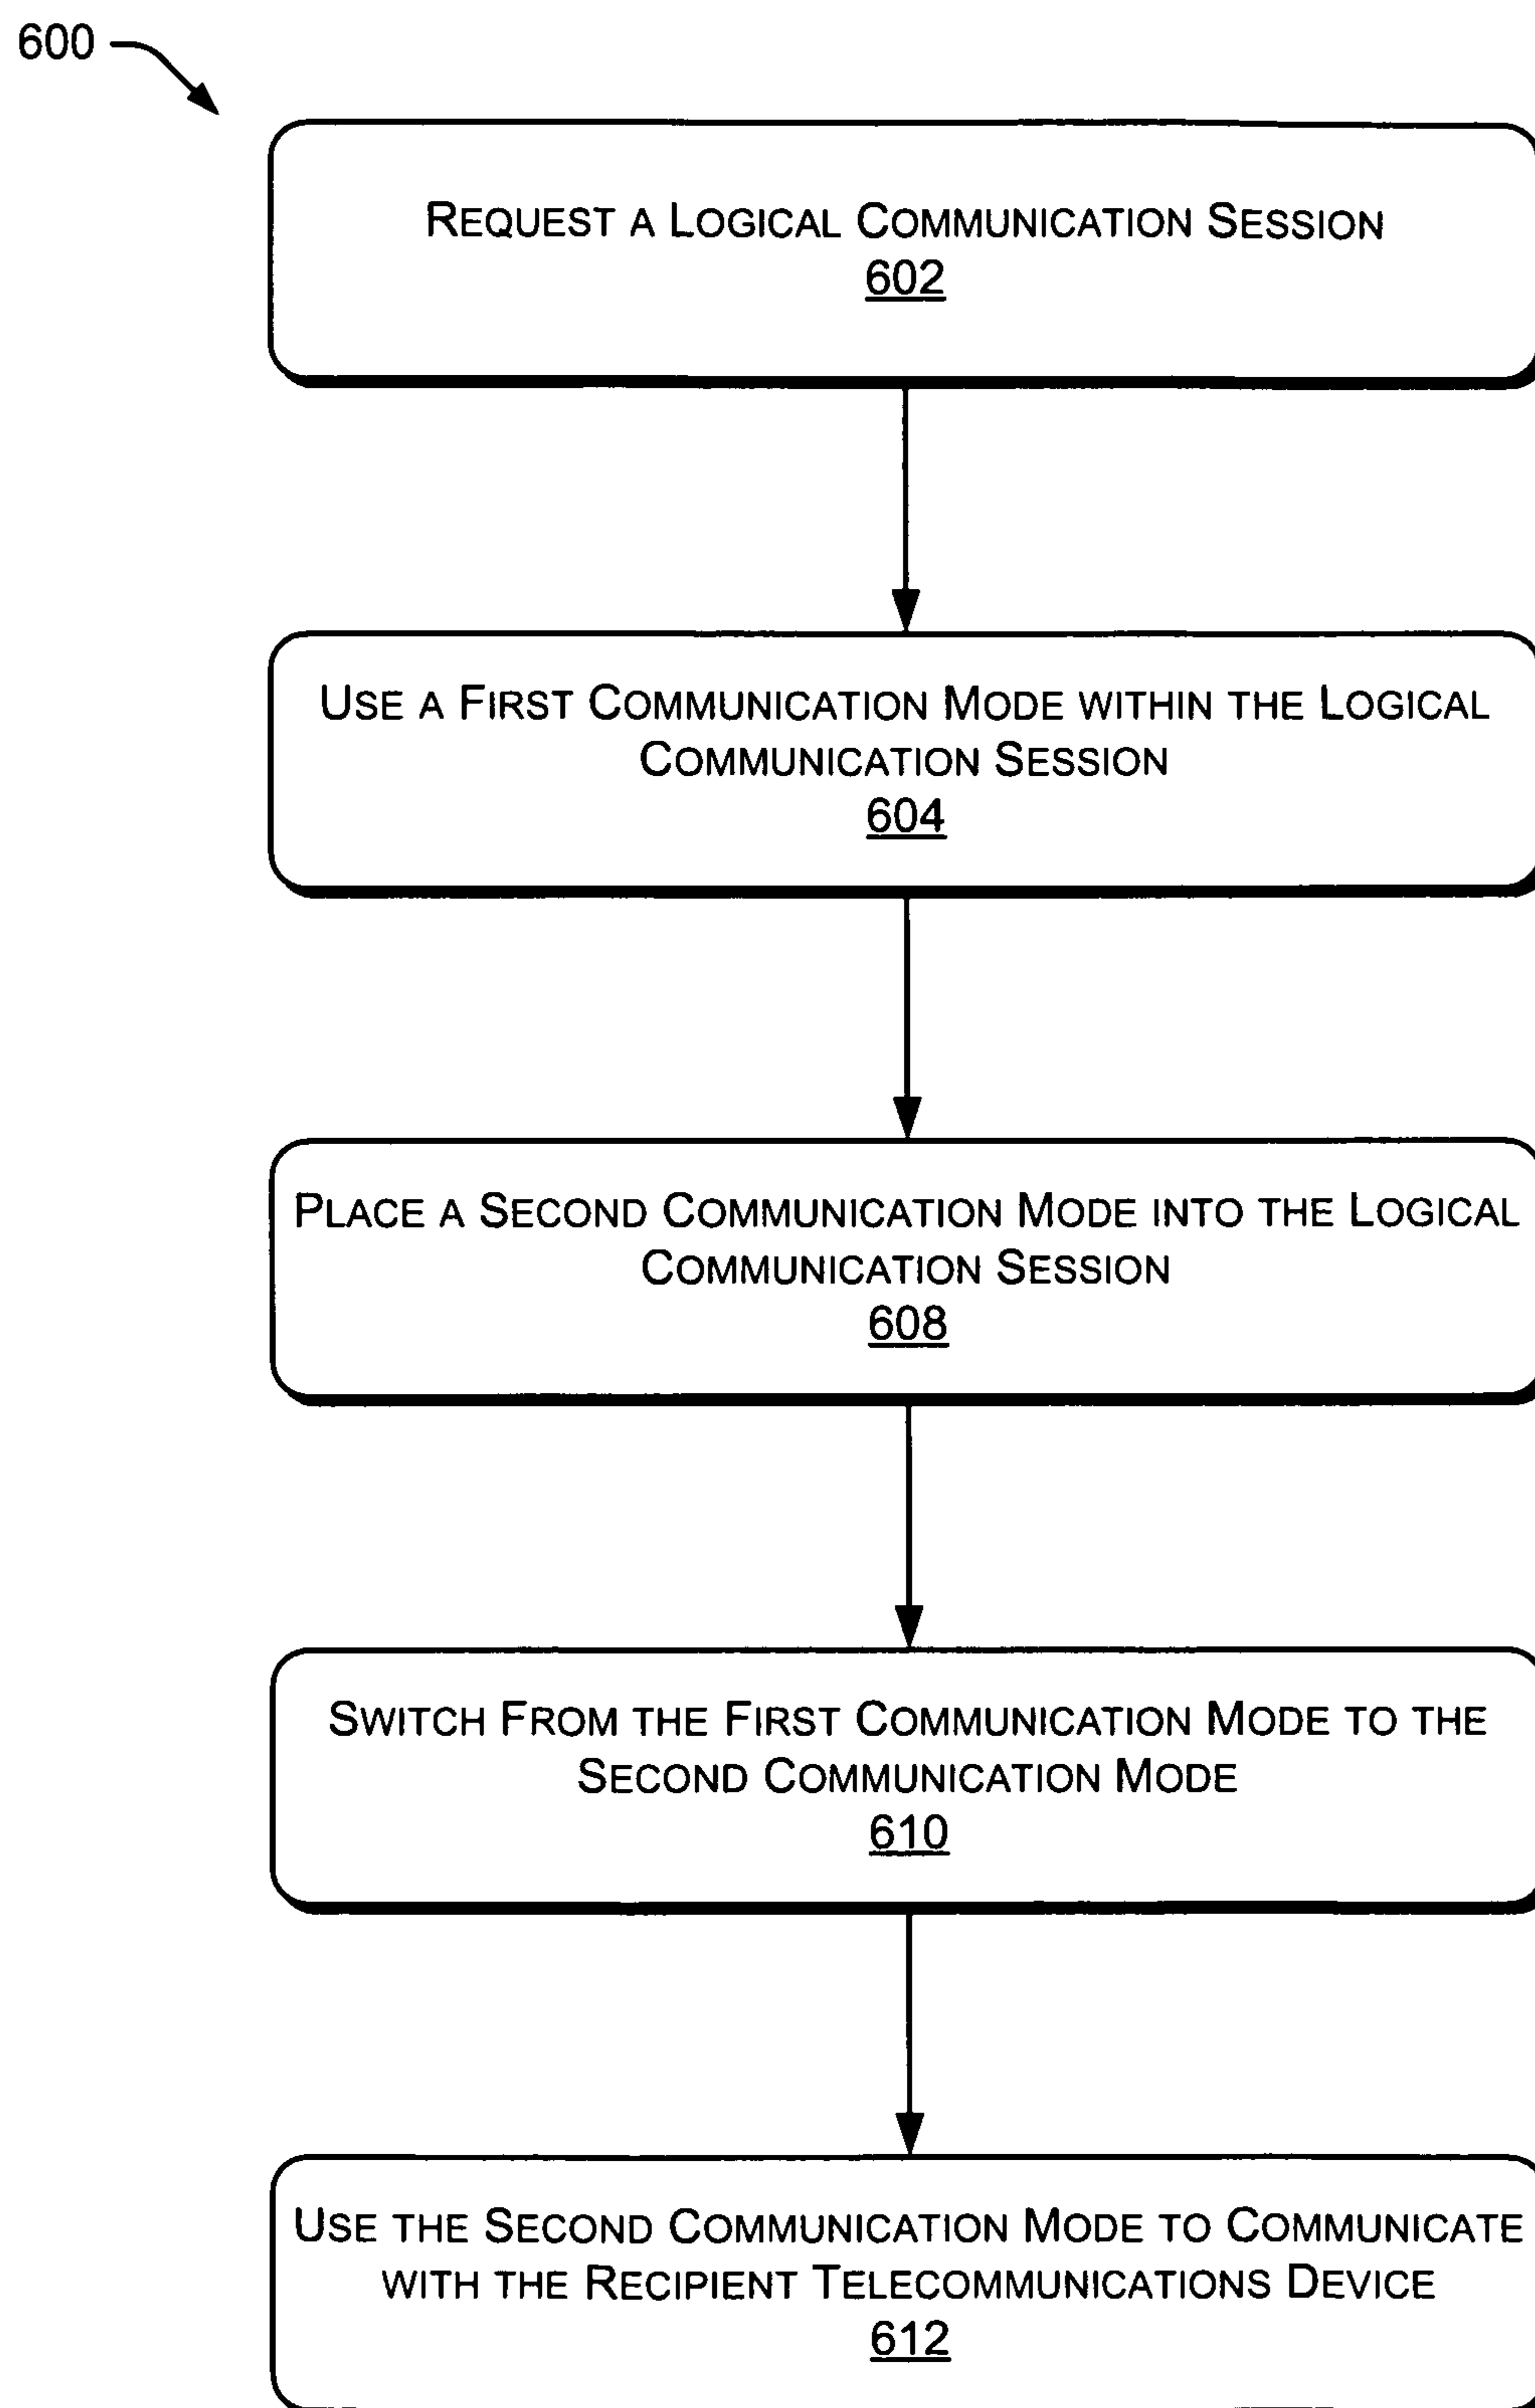 600
REQUEST A LOGICAL COMMUNICATION SESSION
602
USE A FIRST COMMUNICATION MODE WITHIN THE LOGICAL
COMMUNICATION SESSION
604
PLACE A SECOND COMMUNICATION MODE INTO THE LOGICAL
COMMUNICATION SESSION
608
SWITCH FROM THE FIRST COMMUNICATION MODE TO THE
SECOND COMMUNICATION MODE
610
USE THE SECOND COMMUNICATION MODE TO COMMUNICATE
WITH THE RECIPIENT TELECOMMUNICATIONS DEVICE
612